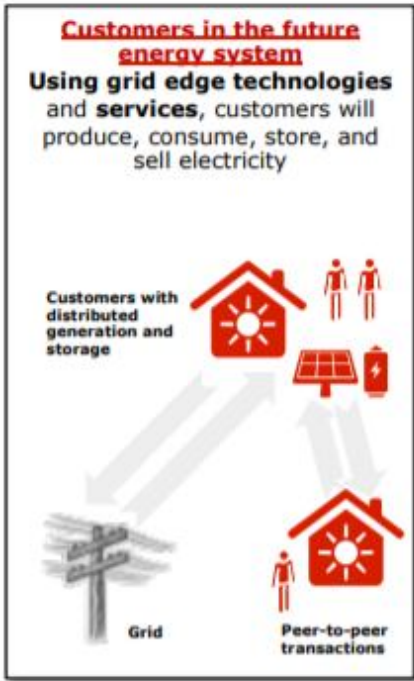 Customers in the future
energy system
Using grid edge technologies
and services, customers will
produce, consume, store, and
sell electricity
Customers with
distributed
generation and
storage
Grid
Peer-to-peer
transactions